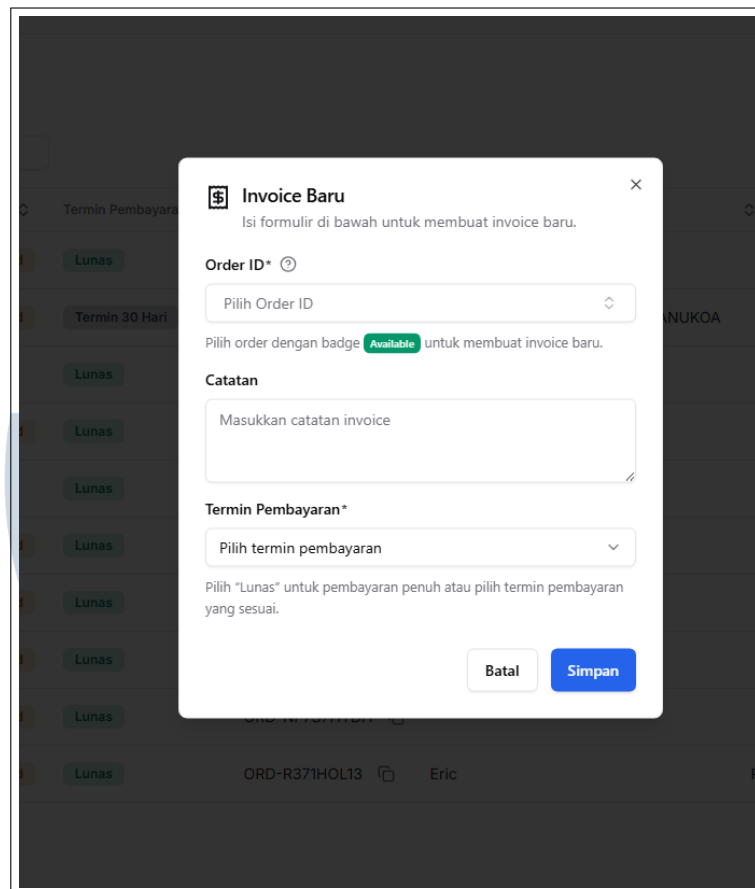 Invoice Baru
Isi formulir di bawah untuk membuat invoice baru.
Order ID*
Pilih Order ID
Pilih order dengan badge Available untuk membuat invoice baru.
Catatan
Masukkan catatan invoice
Termin Pembayaran*
Pilih termin pembayaran
Pilih "Lunas" untuk pembayaran penuh atau pilih termin pembayaran
yang sesuai.
Batal Simpan
Termin Pembayara
Lunas
Termin 30 Hari ANUKOA
Lunas
Lunas
Lunas
Lunas
Lunas
Lunas
Lunas
Lunas ORD-R371HOL13 Eric